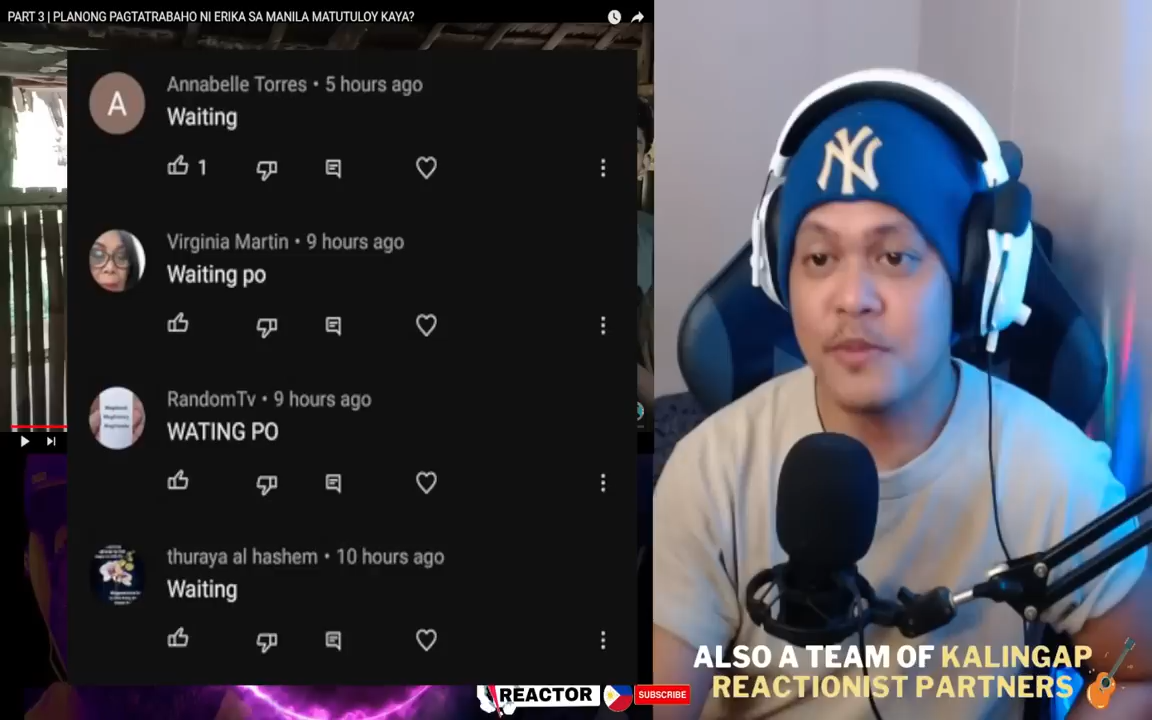 PART 3 | PLANONG PAGTATRABAHO NI ERIKA SA MANILA MATUTULOY KAYA?
A
Annabelle Torres • 5 hours ago
Waiting
1
Virginia Martin • 9 hours ago
Waiting po
RandomTv • 9 hours ago
WATING PO
thuraya al hashem • 10 hours ago
Waiting
NY
ALSO A TEAM OF KALINGAP
REACTIONIST PARTNERS
REACTOR
SUBSCRIBE